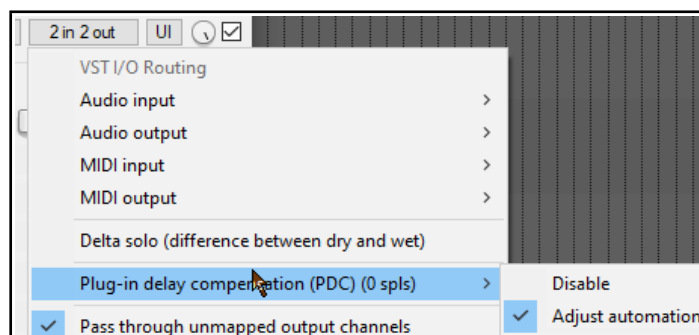 2 in 2 out UI
VST I/O Routing
Audio input
Audio output
MIDI input
MIDI output
Delta solo (difference between dry and wet)
Plug-in delay compensation (PDC) (0 spls)
Disable
Adjust automation
Pass through unmapped output channels